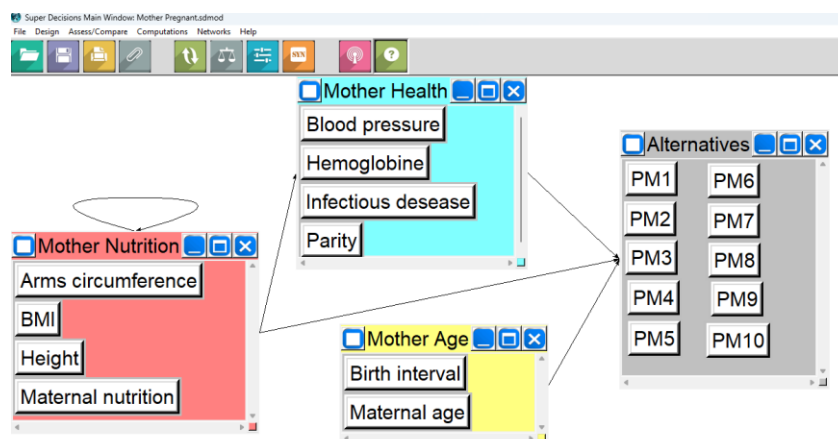 Super Decisions Main Window: Mother Pregnant.sdmod
File Design Assess/Compare Computations Networks Help
SYN
?
Mother Health
Blood pressure
Hemoglobine
Infectious desease
Parity
Alternatives
PM1 PM6
PM2 PM7
PM3 PM8
PM4 PM9
PM5 PM10
Mother Nutrition
Arms circumference
BMI
Height
Maternal nutrition
Mother Age
Birth interval
Maternal age